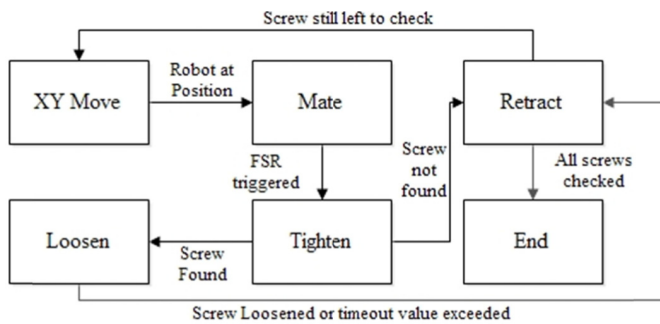 Screw still left to check
XY Move
Robot at
Position
Mate
Retract
FSR
triggered
Screw
not
found
All screws
checked
Loosen
Screw
Found
Tighten
End
Screw Loosened or timeout value exceeded